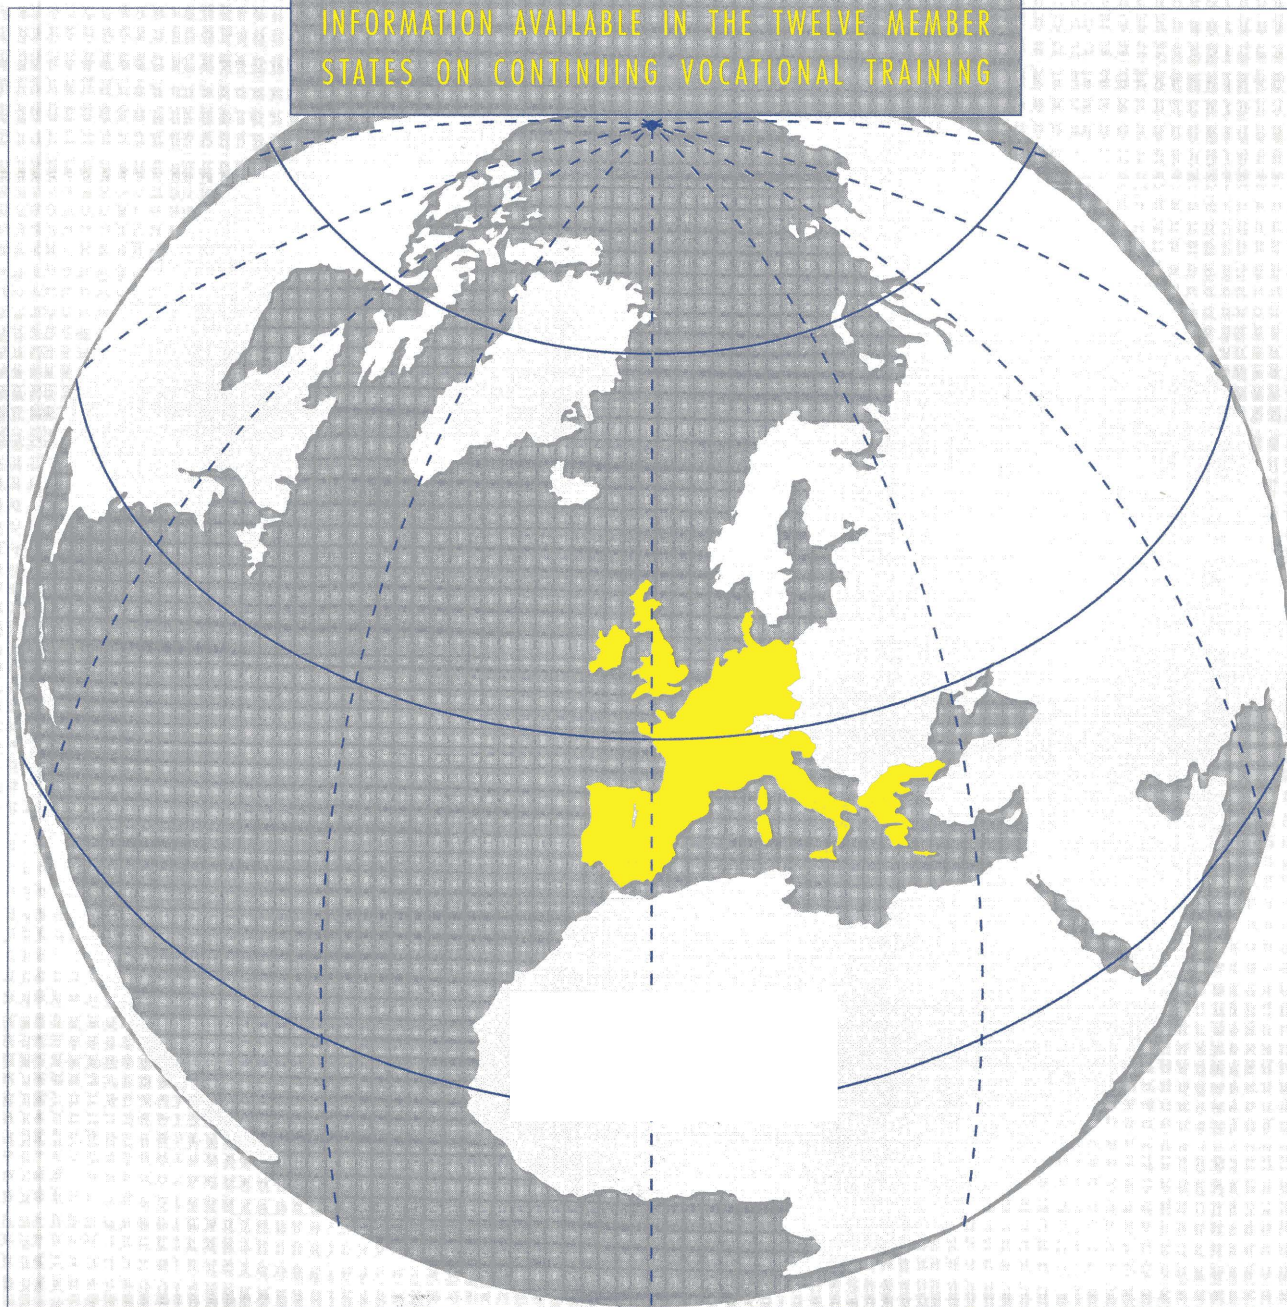 INFORMATION AVAILABLE IN THE TWELVE MEMBER
STATES ON CONTINUING VOCATIONAL TRAINING